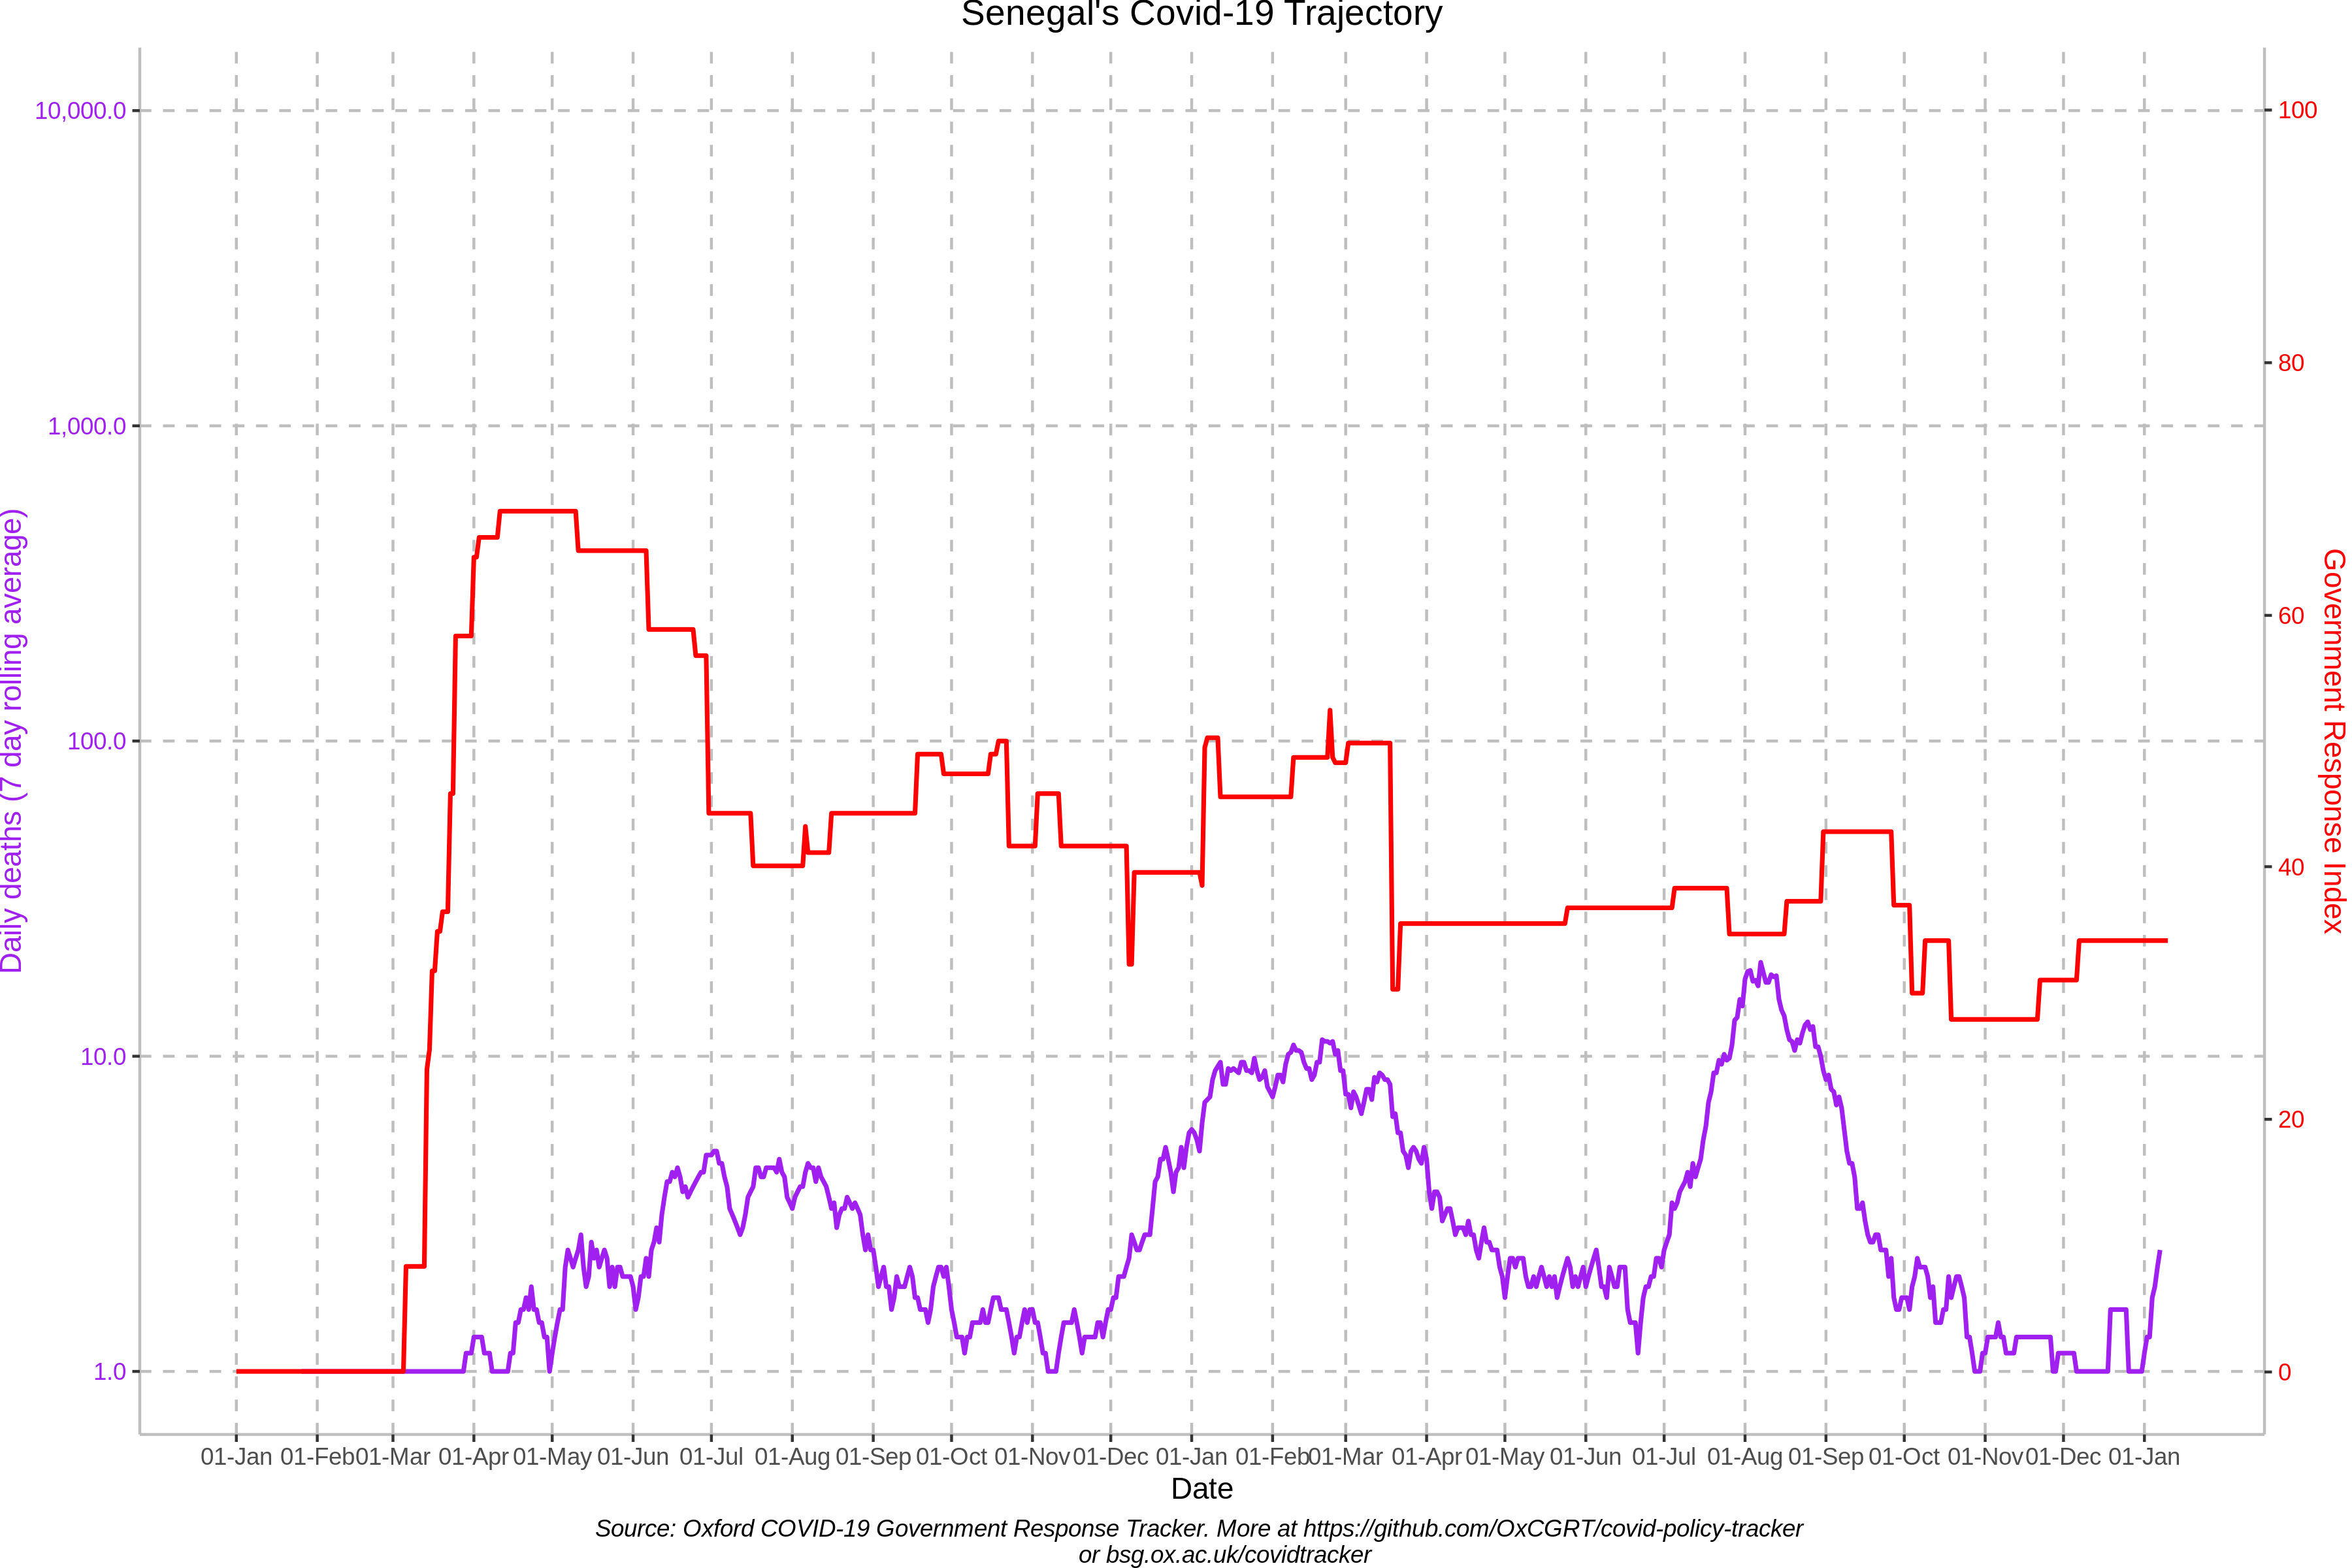 Senegal's Covid-19 Trajectory
10,000.0
1,000.0
100.0
10.0
1.0
Daily deaths (7 day rolling average)
100
80
60
40
20
0
Government Response Index
01-Jan 01-Feb 01-Mar 01-Apr 01-May 01-Jun 01-Jul 01-Aug 01-Sep 01-Oct 01-Nov 01-Dec 01-Jan 01-Feb 01-Mar 01-Apr 01-May 01-Jun 01-Jul 01-Aug 01-Sep 01-Oct 01-Nov 01-Dec 01-Jan
Date
Source: Oxford COVID-19 Government Response Tracker. More at https://github.com/OxCGRT/covid-policy-tracker
or bsg.ox.ac.uk/covidtracker